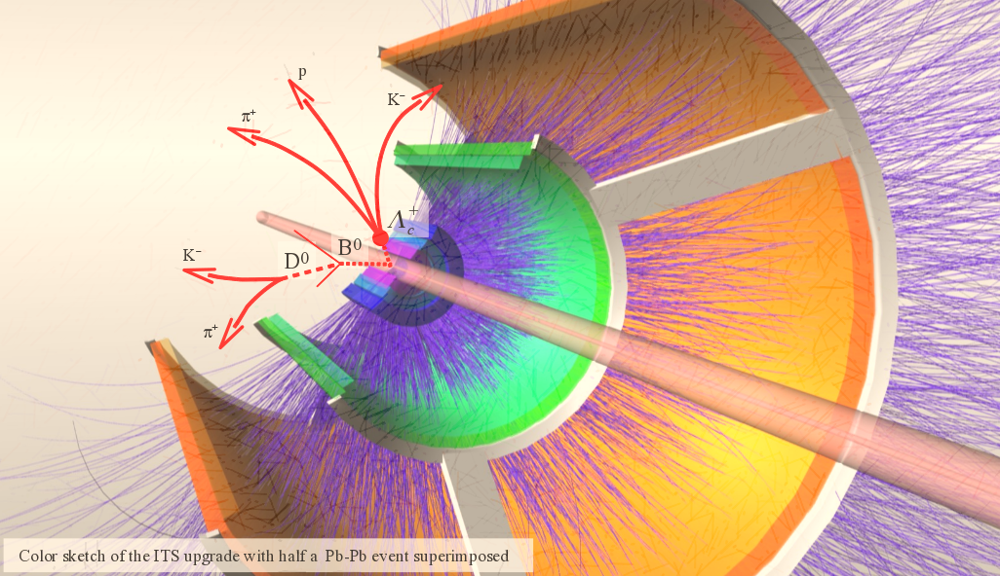 p
K⁻
π⁺
Λc⁺
B⁰
D⁰
K⁻
π⁺
Color sketch of the ITS upgrade with half a Pb-Pb event superimposed